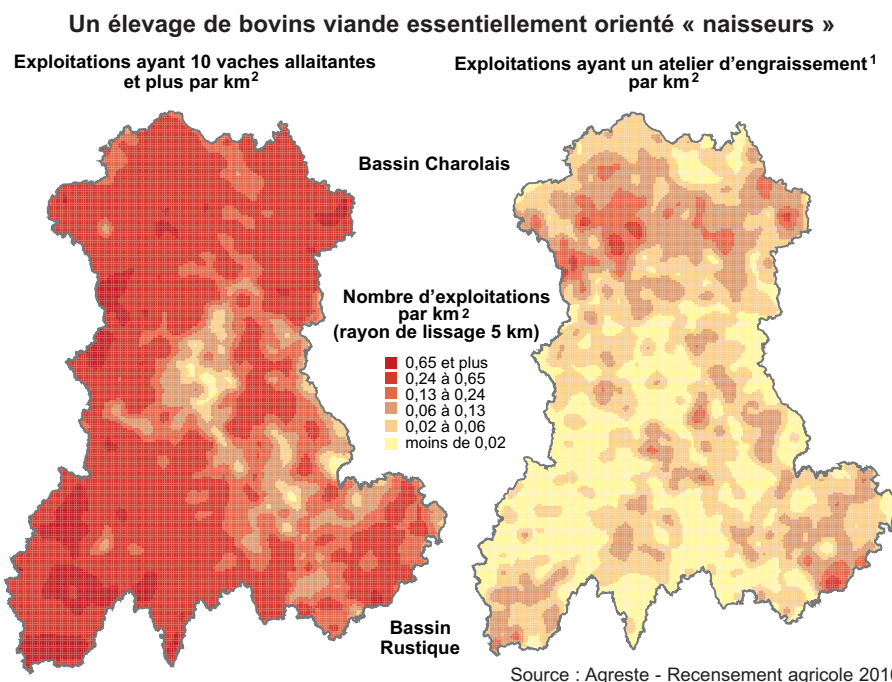 Un élevage de bovins viande essentiellement orienté « naisseurs »
Exploitations ayant 10 vaches allaitantes
et plus par km²
Exploitations ayant un atelier d’engraissement¹
par km²
Bassin Charolais
Nombre d’exploitations
par km²
(rayon de lissage 5 km)
0,65 et plus
0,24 à 0,65
0,13 à 0,24
0,06 à 0,13
0,02 à 0,06
moins de 0,02
Bassin
Rustique
Source : Agreste - Recensement agricole 2010